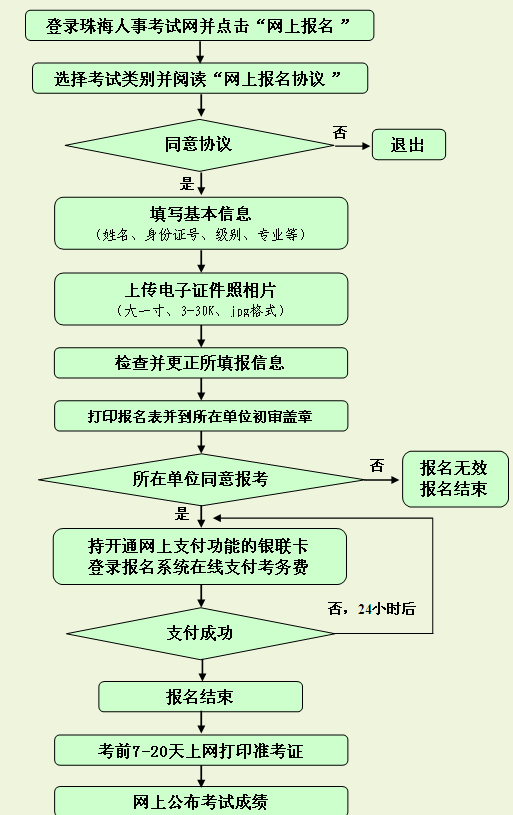 登录珠海人事考试网并点击“网上报名 ”
选择考试类别并阅读“网上报名协议 ”
同意协议
否
退出
是
填写基本信息
（姓名、身份证号、级别、专业等）
上传电子证件照相片
（大一寸、3-30K、jpg格式）
检查并更正所填报信息
打印报名表并到所在单位初审盖章
所在单位同意报考
否
报名无效
报名结束
是
持开通网上支付功能的银联卡
登录报名系统在线支付考务费
否，24小时后
支付成功
报名结束
考前7-20天上网打印准考证
网上公布考试成绩